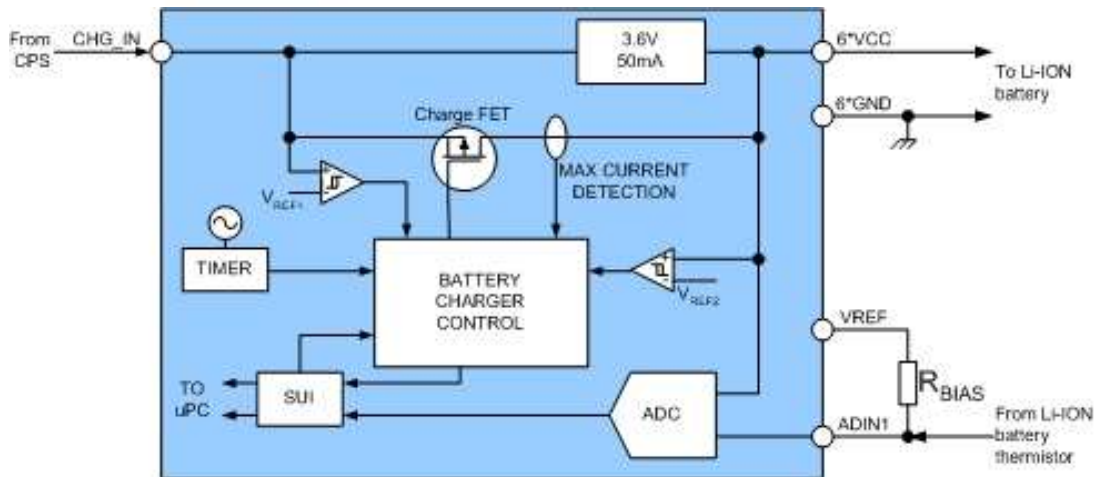 From
CPS
CHG_IN
3.6V
50mA
6*VCC
To Li-ION
battery
6*GND
Charge FET
MAX CURRENT
DETECTION
+
-
VREF1
TIMER
BATTERY
CHARGER
CONTROL
+
-
VREF2
VREF
RBIAS
TO
uPC
SUI
ADC
ADIN1
From Li-ION
battery
thermistor